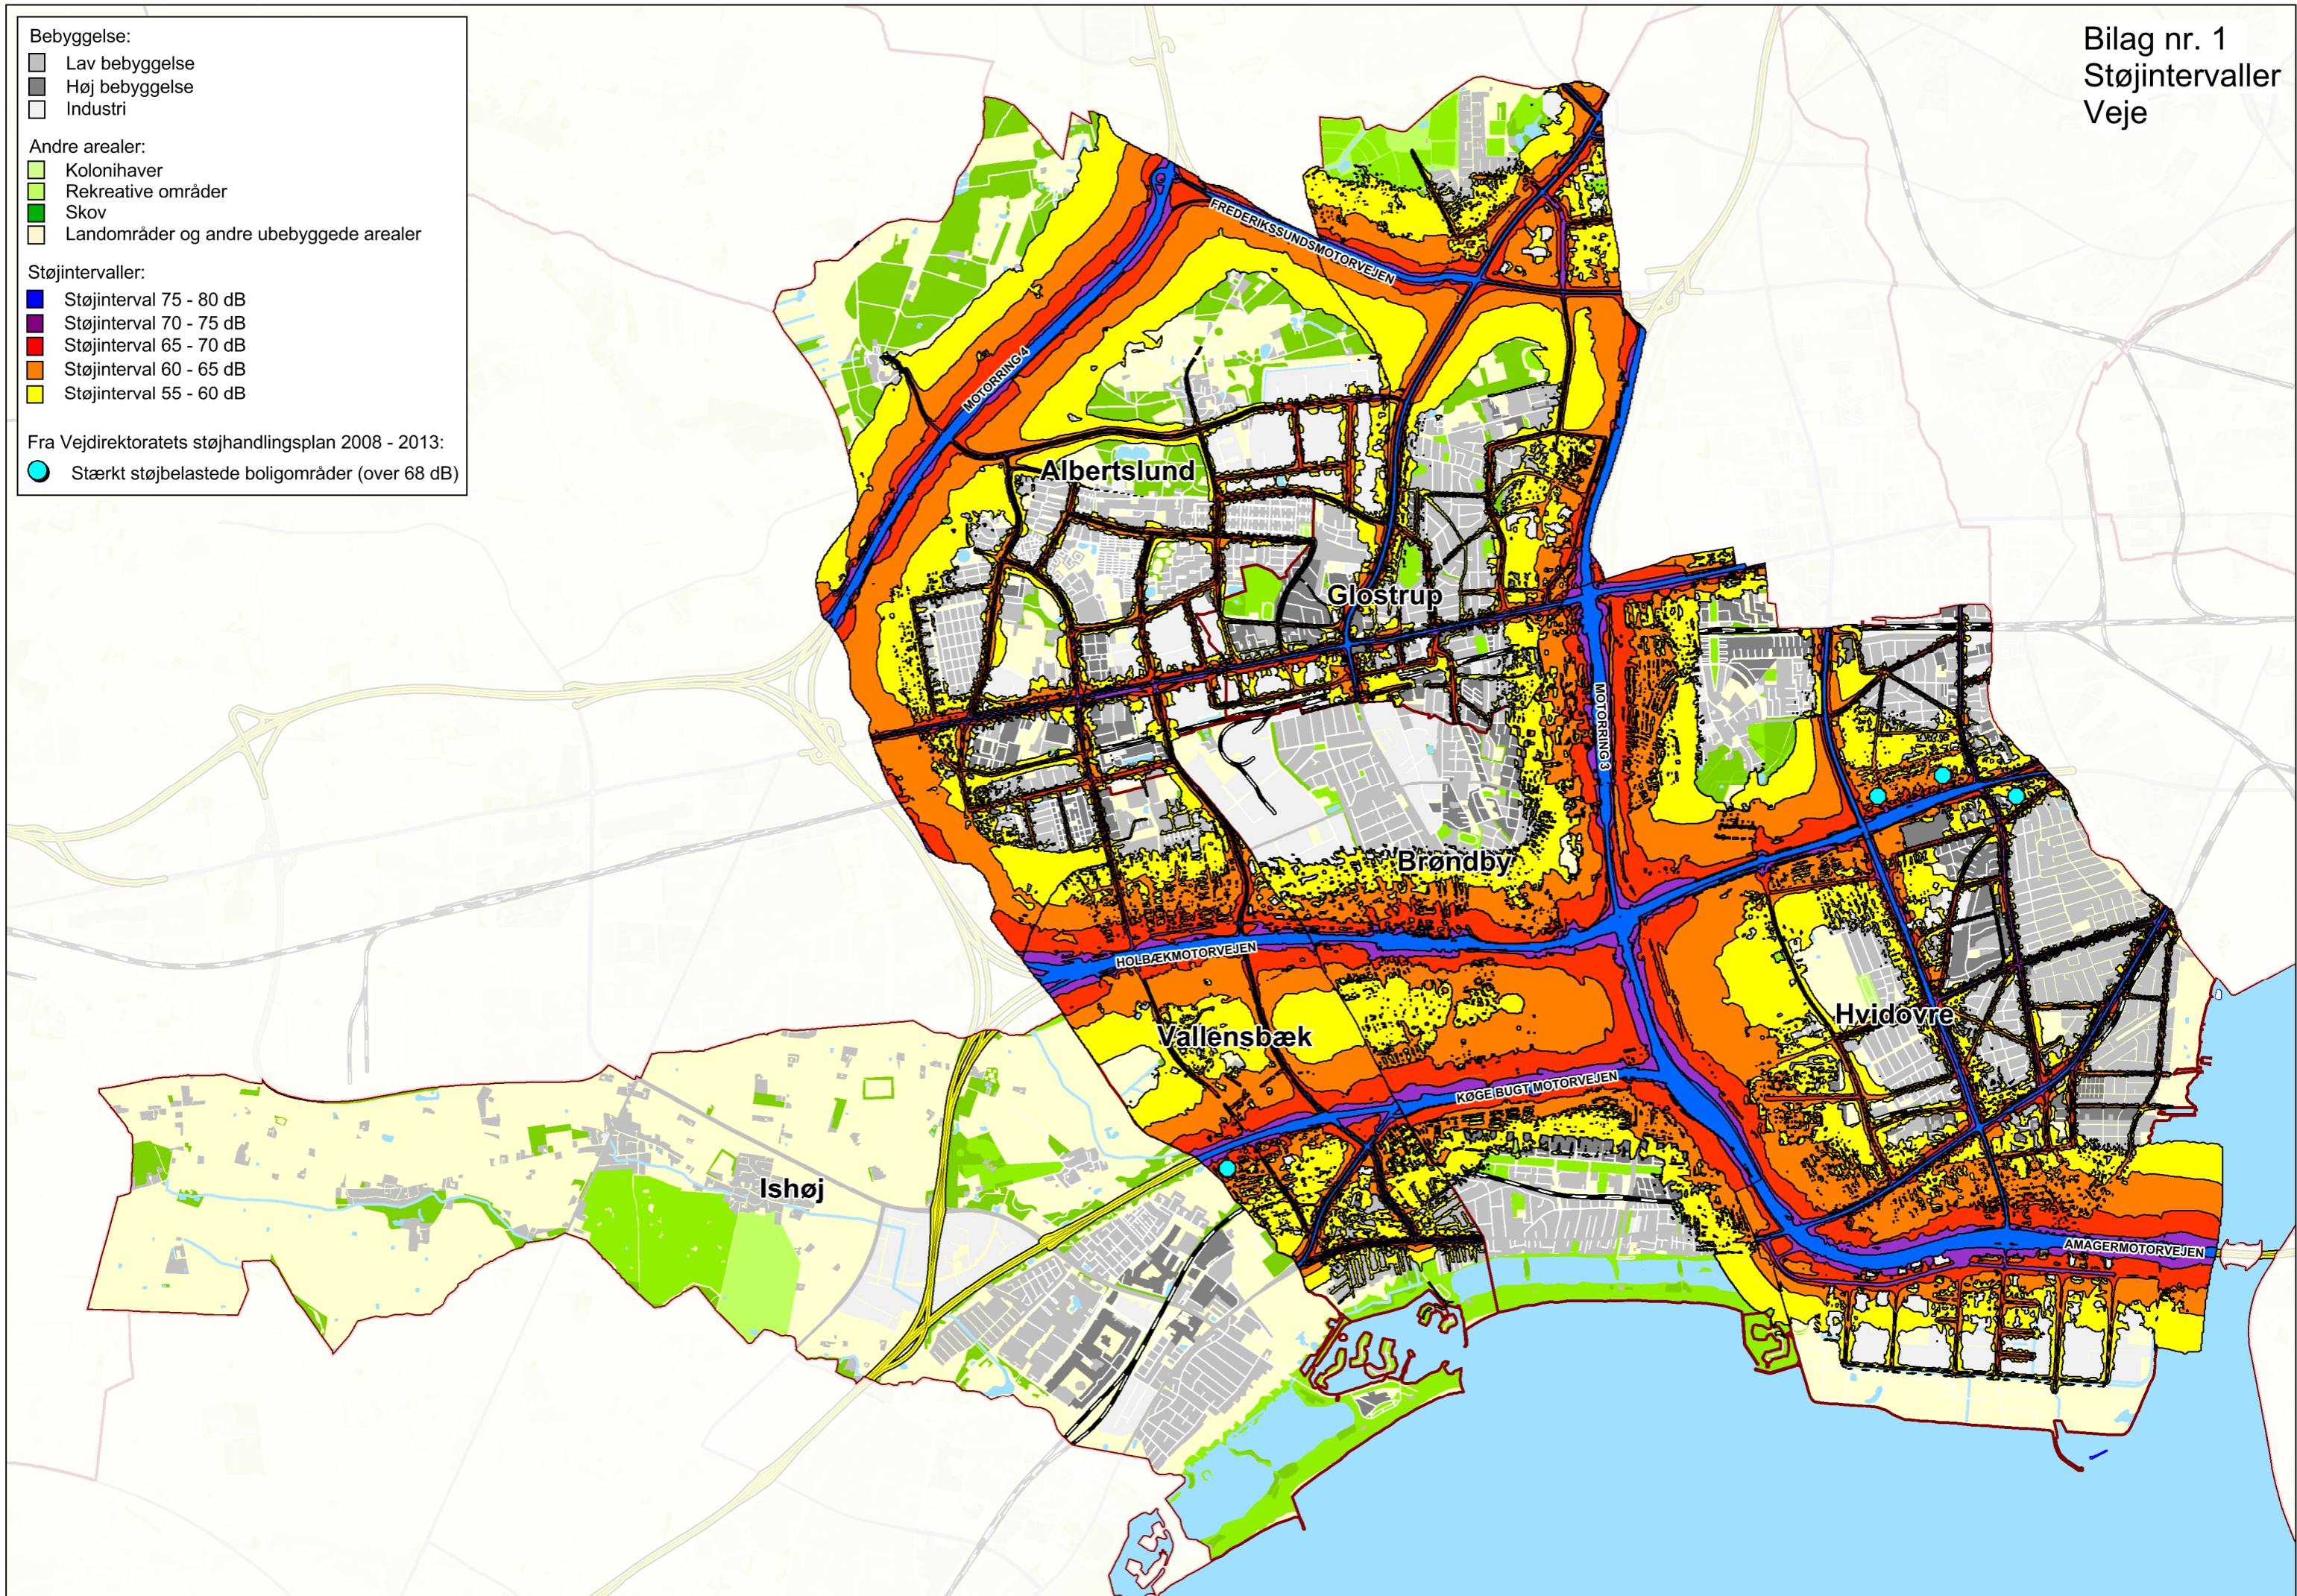 Bebyggelse:
Lav bebyggelse
Høj bebyggelse
Industri
Andre arealer:
Kolonihaver
Rekreative områder
Skov
Landområder og andre ubebyggede arealer
Støjintervaller:
Støjinterval 75 - 80 dB
Støjinterval 70 - 75 dB
Støjinterval 65 - 70 dB
Støjinterval 60 - 65 dB
Støjinterval 55 - 60 dB
Fra Vejdirektoratets støjhandlingsplan 2008 - 2013:
Stærkt støjbelastede boligområder (over 68 dB)
Bilag nr. 1
Støjintervaller
Veje
FREDERIKSSUNDSMOTORVEJEN
MOTORRING 4
Albertslund
Glostrup
MOTORRING 3
Brøndby
HOLBÆKMOTORVEJEN
Hvidovre
Vallensbæk
KØGE BUGT MOTORVEJEN
Ishøj
AMAGERMOTORVEJEN